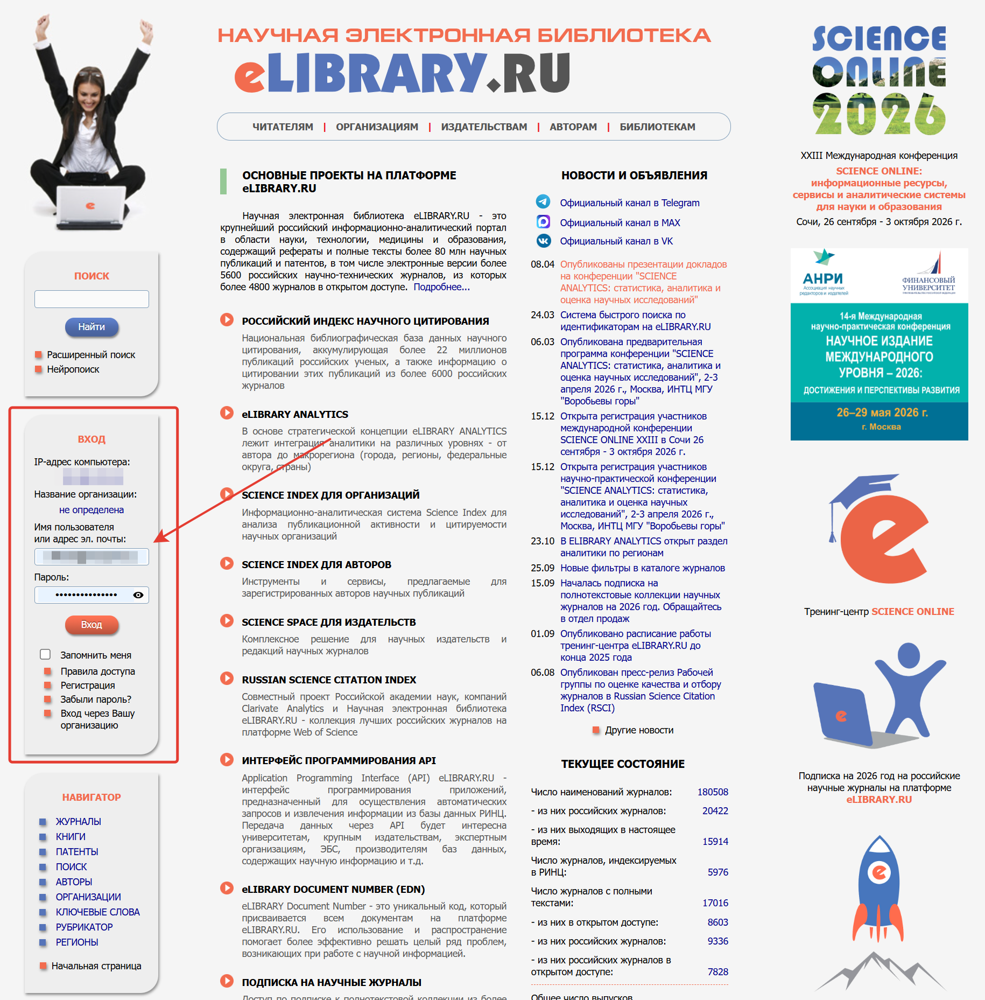 НАУЧНАЯ ЭЛЕКТРОННАЯ БИБЛИОТЕКА
eLIBRARY.RU
ЧИТАТЕЛЯМ | ОРГАНИЗАЦИЯМ | ИЗДАТЕЛЬСТВАМ | АВТОРАМ | БИБЛИОТЕКАМ
ПОИСК
Найти
Расширенный поиск
Нейропоиск
ВХОД
IP-адрес компьютера:
Название организации:
не определена
Имя пользователя
или адрес эл. почты:
Пароль:
•••••••••••••••
Вход
Запомнить меня
Правила доступа
Регистрация
Забыли пароль?
Вход через Вашу
организацию
НАВИГАТОР
ЖУРНАЛЫ
КНИГИ
ПАТЕНТЫ
ПОИСК
АВТОРЫ
ОРГАНИЗАЦИИ
КЛЮЧЕВЫЕ СЛОВА
РУБРИКАТОР
РЕГИОНЫ
Начальная страница
ОСНОВНЫЕ ПРОЕКТЫ НА ПЛАТФОРМЕ
eLIBRARY.RU
Научная электронная библиотека eLIBRARY.RU - это
крупнейший российский информационно-аналитический портал
в области науки, технологии, медицины и образования,
содержащий рефераты и полные тексты более 80 млн научных
публикаций и патентов, в том числе электронные версии более
5600 российских научно-технических журналов, из которых
более 4800 журналов в открытом доступе. Подробнее...
РОССИЙСКИЙ ИНДЕКС НАУЧНОГО ЦИТИРОВАНИЯ
Национальная библиографическая база данных научного
цитирования, аккумулирующая более 22 миллионов
публикаций российских ученых, а также информацию о
цитировании этих публикаций из более 6000 российских
журналов
eLIBRARY ANALYTICS
В основе стратегической концепции eLIBRARY ANALYTICS
лежит интеграция аналитики на различных уровнях - от
автора до макрорегиона (города, регионы, федеральные
округа, страны)
SCIENCE INDEX ДЛЯ ОРГАНИЗАЦИЙ
Информационно-аналитическая система Science Index для
анализа публикационной активности и цитируемости
научных организаций
SCIENCE INDEX ДЛЯ АВТОРОВ
Инструменты и сервисы, предлагаемые для
зарегистрированных авторов научных публикаций
SCIENCE SPACE ДЛЯ ИЗДАТЕЛЬСТВ
Комплексное решение для научных издательств и
редакций научных журналов
RUSSIAN SCIENCE CITATION INDEX
Совместный проект Российской академии наук, компаний
Clarivate Analytics и Научная электронная библиотека
eLIBRARY.RU - коллекция лучших российских журналов на
платформе Web of Science
ИНТЕРФЕЙС ПРОГРАММИРОВАНИЯ API
Application Programming Interface (API) eLIBRARY.RU -
интерфейс программирования приложений,
предназначенный для осуществления автоматических
запросов и извлечения информации из базы данных РИНЦ.
Передача данных через API будет интересна
университетам, крупным издательствам, экспертным
организациям, ЭБС, производителям баз данных,
содержащих научную информацию и т.д.
eLIBRARY DOCUMENT NUMBER (EDN)
eLIBRARY Document Number - это уникальный код, который
присваивается всем документам на платформе
eLIBRARY.RU. Его использование и распространение
помогает более эффективно решать целый ряд проблем,
возникающих при работе с научной информацией.
ПОДПИСКА НА НАУЧНЫЕ ЖУРНАЛЫ
Доступ по подписке к полнотекстовой коллекции из более
НОВОСТИ И ОБЪЯВЛЕНИЯ
Официальный канал в Telegram
Официальный канал в MAX
Официальный канал в VK
08.04 Опубликованы презентации докладов
на конференции "SCIENCE
ANALYTICS: статистика, аналитика и
оценка научных исследований"
24.03 Система быстрого поиска по
идентификаторам на eLIBRARY.RU
06.03 Опубликована предварительная
программа конференции "SCIENCE
ANALYTICS: статистика, аналитика и
оценка научных исследований", 2-3
апреля 2026 г., Москва, ИНТЦ МГУ
"Воробьевы горы"
15.12 Открыта регистрация участников
международной конференции
SCIENCE ONLINE XXIII в Сочи 26
сентября - 3 октября 2026 г.
15.12 Открыта регистрация участников
научно-практической конференции
"SCIENCE ANALYTICS: статистика,
аналитика и оценка научных
исследований", 2-3 апреля 2026 г.,
Москва, ИНТЦ МГУ "Воробьевы горы"
23.10 В ELIBRARY ANALYTICS открыт раздел
аналитики по регионам
25.09 Новые фильтры в каталоге журналов
15.09 Началась подписка на
полнотекстовые коллекции научных
журналов на 2026 год. Обращайтесь
в отдел продаж
01.09 Опубликовано расписание работы
тренинг-центра eLIBRARY.RU до
конца 2025 года
06.08 Опубликован пресс-релиз Рабочей
группы по оценке качества и отбору
журналов в Russian Science Citation
Index (RSCI)
Другие новости
ТЕКУЩЕЕ СОСТОЯНИЕ
Число наименований журналов: 180508
- из них российских журналов: 20422
- из них выходящих в настоящее
время: 15914
Число журналов, индексируемых
в РИНЦ: 5976
Число журналов с полными
текстами: 17016
- из них в открытом доступе: 8603
- из них российских журналов: 9336
- из них российских журналов в
открытом доступе: 7828
Общее число выпусков
SCIENCE
ONLINE
2026
XXIII Международная конференция
SCIENCE ONLINE:
информационные ресурсы,
сервисы и аналитические системы
для науки и образования
Сочи, 26 сентября - 3 октября 2026 г.
АНРИ
Ассоциация научных
редакторов и издателей
ФИНАНСОВЫЙ
УНИВЕРСИТЕТ
ПРИ ПРАВИТЕЛЬСТВЕ РОССИЙСКОЙ ФЕДЕРАЦИИ
14-я Международная
научно-практическая конференция
НАУЧНОЕ ИЗДАНИЕ
МЕЖДУНАРОДНОГО
УРОВНЯ – 2026:
ДОСТИЖЕНИЯ И ПЕРСПЕКТИВЫ РАЗВИТИЯ
26–29 мая 2026 г.
г. Москва
Тренинг-центр SCIENCE ONLINE
Подписка на 2026 год на российские
научные журналы на платформе
eLIBRARY.RU